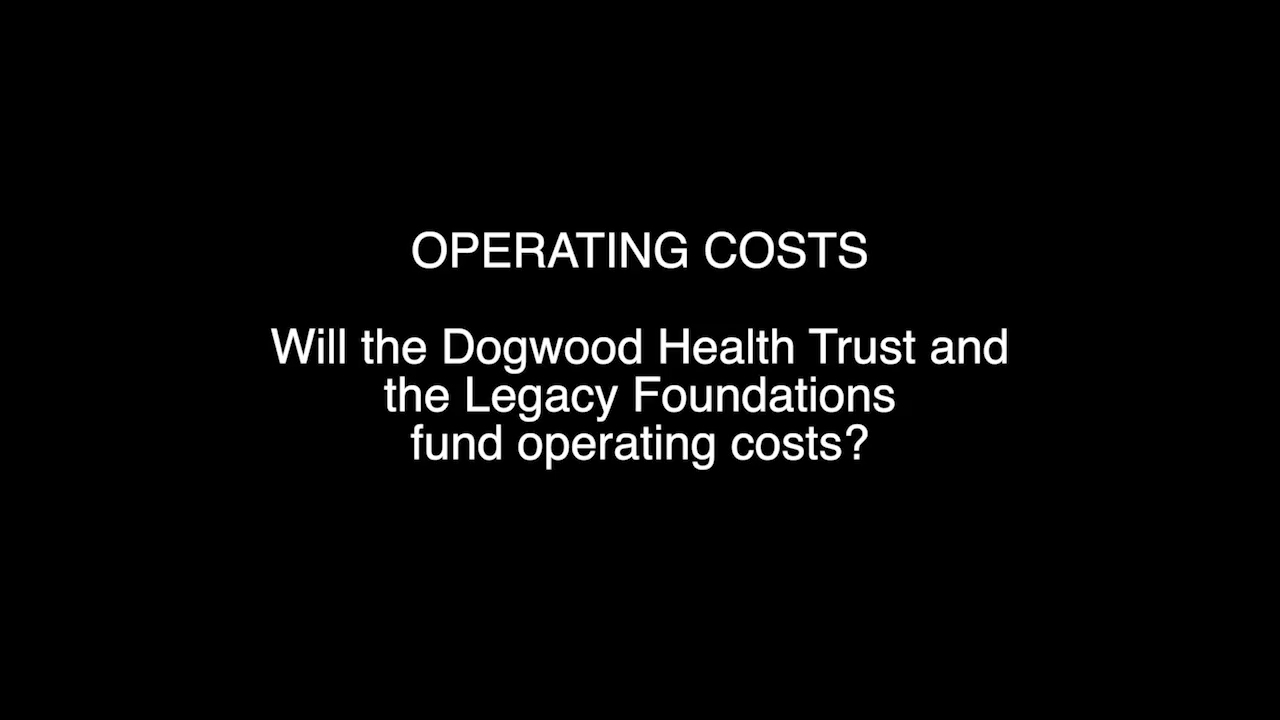 OPERATING COSTS
Will the Dogwood Health Trust and
the Legacy Foundations
fund operating costs?